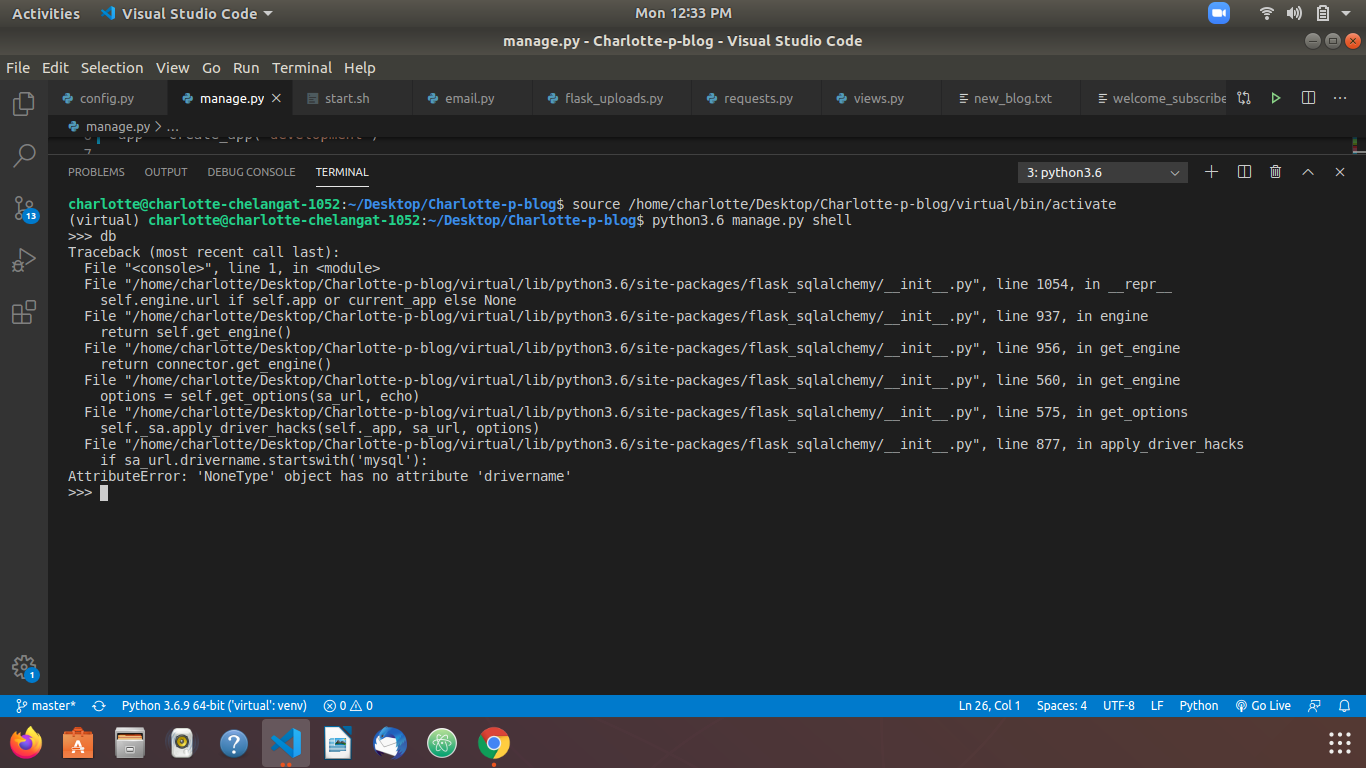 Activities
Visual Studio Code
Mon 12:33 PM
manage.py - Charlotte-p-blog - Visual Studio Code
File Edit Selection View Go Run Terminal Help
config.py
manage.py
start.sh
email.py
flask_uploads.py
requests.py
views.py
new_blog.txt
welcome_subscribe
manage.py > ...
7
PROBLEMS OUTPUT DEBUG CONSOLE TERMINAL
3: python3.6
charlotte@charlotte-chelangat-1052:~/Desktop/Charlotte-p-blog$ source /home/charlotte/Desktop/Charlotte-p-blog/virtual/bin/activate
(virtual) charlotte@charlotte-chelangat-1052:~/Desktop/Charlotte-p-blog$ python3.6 manage.py shell
>>> db
Traceback (most recent call last):
  File "<console>", line 1, in <module>
  File "/home/charlotte/Desktop/Charlotte-p-blog/virtual/lib/python3.6/site-packages/flask_sqlalchemy/__init__.py", line 1054, in __repr__
    self.engine.url if self.app or current_app else None
  File "/home/charlotte/Desktop/Charlotte-p-blog/virtual/lib/python3.6/site-packages/flask_sqlalchemy/__init__.py", line 937, in engine
    return self.get_engine()
  File "/home/charlotte/Desktop/Charlotte-p-blog/virtual/lib/python3.6/site-packages/flask_sqlalchemy/__init__.py", line 956, in get_engine
    return connector.get_engine()
  File "/home/charlotte/Desktop/Charlotte-p-blog/virtual/lib/python3.6/site-packages/flask_sqlalchemy/__init__.py", line 560, in get_engine
    options = self.get_options(sa_url, echo)
  File "/home/charlotte/Desktop/Charlotte-p-blog/virtual/lib/python3.6/site-packages/flask_sqlalchemy/__init__.py", line 575, in get_options
    self._sa.apply_driver_hacks(self._app, sa_url, options)
  File "/home/charlotte/Desktop/Charlotte-p-blog/virtual/lib/python3.6/site-packages/flask_sqlalchemy/__init__.py", line 877, in apply_driver_hacks
    if sa_url.drivername.startswith('mysql'):
AttributeError: 'NoneType' object has no attribute 'drivername'
>>>
13
1
master* Python 3.6.9 64-bit ('virtual': venv) 0 0 Ln 26, Col 1 Spaces: 4 UTF-8 LF Python Go Live